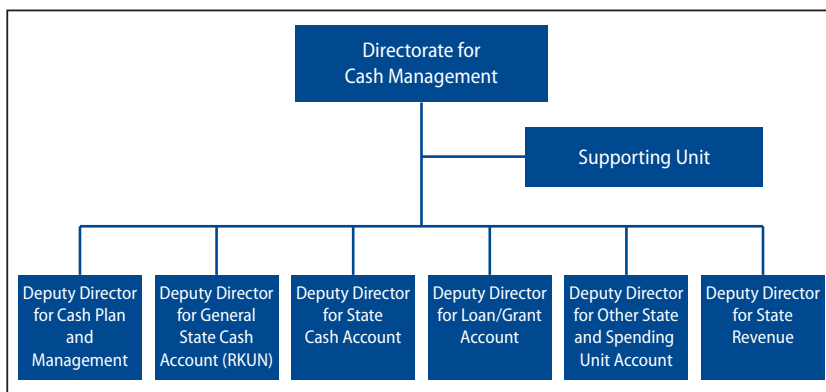 Directorate for
Cash Management
Supporting Unit
Deputy Director
for Cash Plan
and
Management
Deputy Director
for General
State Cash
Account (RKUN)
Deputy Director
for State
Cash Account
Deputy Director
for Loan/Grant
Account
Deputy Director
for Other State
and Spending
Unit Account
Deputy Director
for State
Revenue